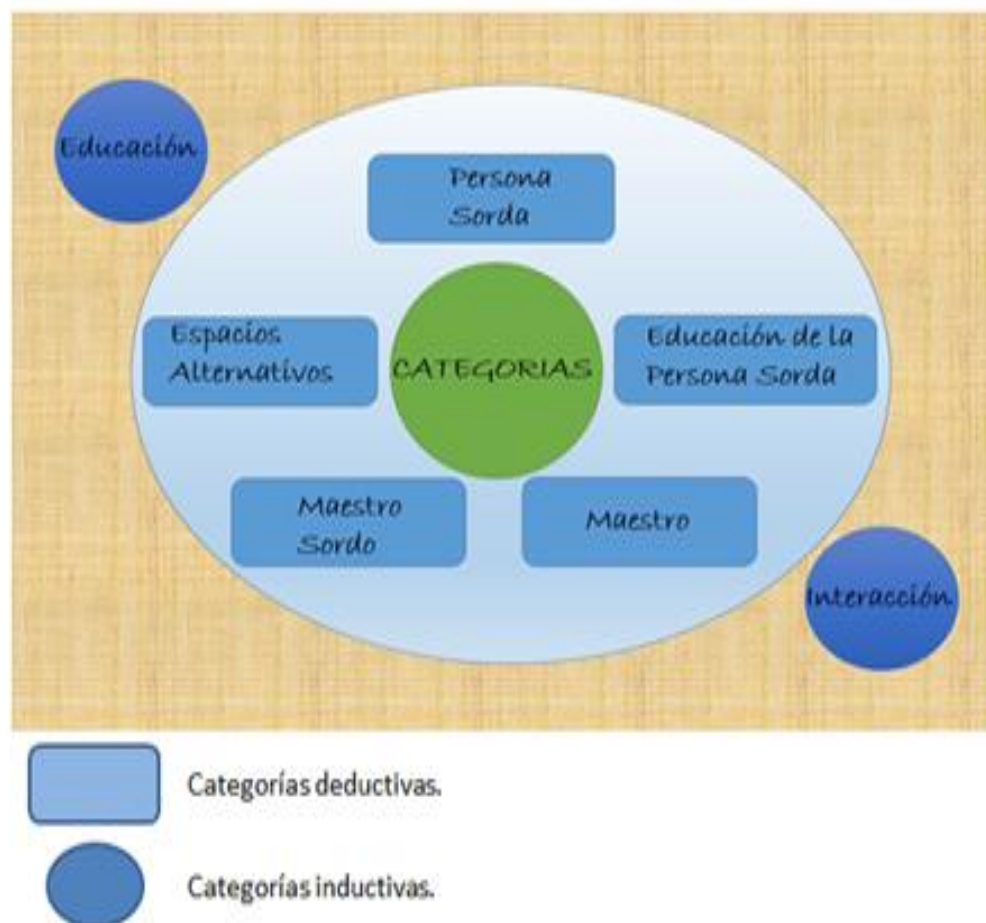 Educación
Persona
Sorda
Espacios
Alternativos
CATEGORIAS
Educación de la
Persona Sorda
Maestro
Sordo
Maestro
Interacción
Categorías deductivas.
Categorías inductivas.